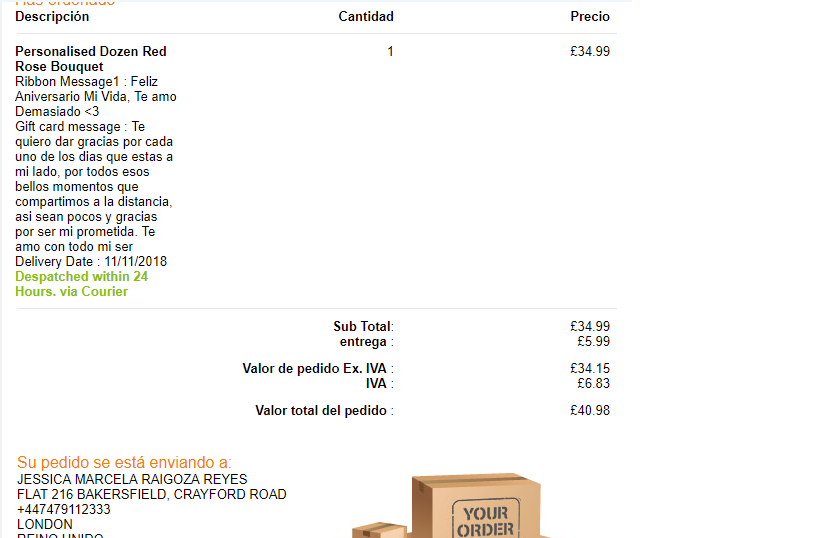 Has ordenado
Descripción Cantidad Precio
Personalised Dozen Red 1 £34.99
Rose Bouquet
Ribbon Message1 : Feliz
Aniversario Mi Vida, Te amo
Demasiado <3
Gift card message : Te
quiero dar gracias por cada
uno de los dias que estas a
mi lado, por todos esos
bellos momentos que
compartimos a la distancia,
asi sean pocos y gracias
por ser mi prometida. Te
amo con todo mi ser
Delivery Date : 11/11/2018
Despatched within 24
Hours. via Courier
Sub Total: £34.99
entrega : £5.99
Valor de pedido Ex. IVA : £34.15
IVA : £6.83
Valor total del pedido : £40.98
Su pedido se está enviando a:
JESSICA MARCELA RAIGOZA REYES
FLAT 216 BAKERSFIELD, CRAYFORD ROAD
+447479112333
LONDON
REINO UNIDO
YOUR
ORDER